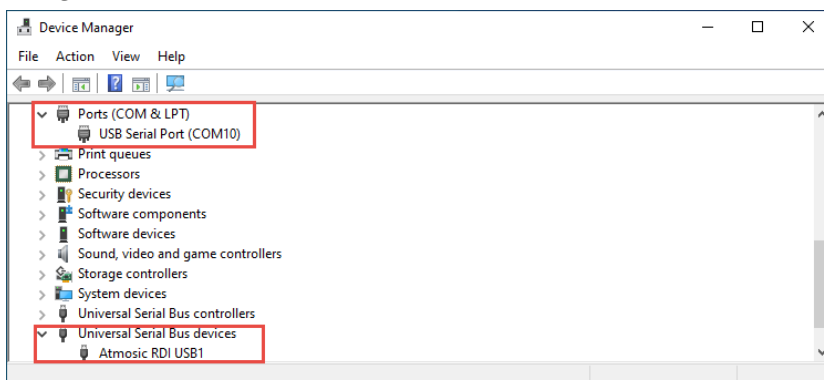 Device Manager
File Action View Help
Ports (COM & LPT)
USB Serial Port (COM10)
Print queues
Processors
Security devices
Software components
Software devices
Sound, video and game controllers
Storage controllers
System devices
Universal Serial Bus controllers
Universal Serial Bus devices
Atmosic RDI USB1